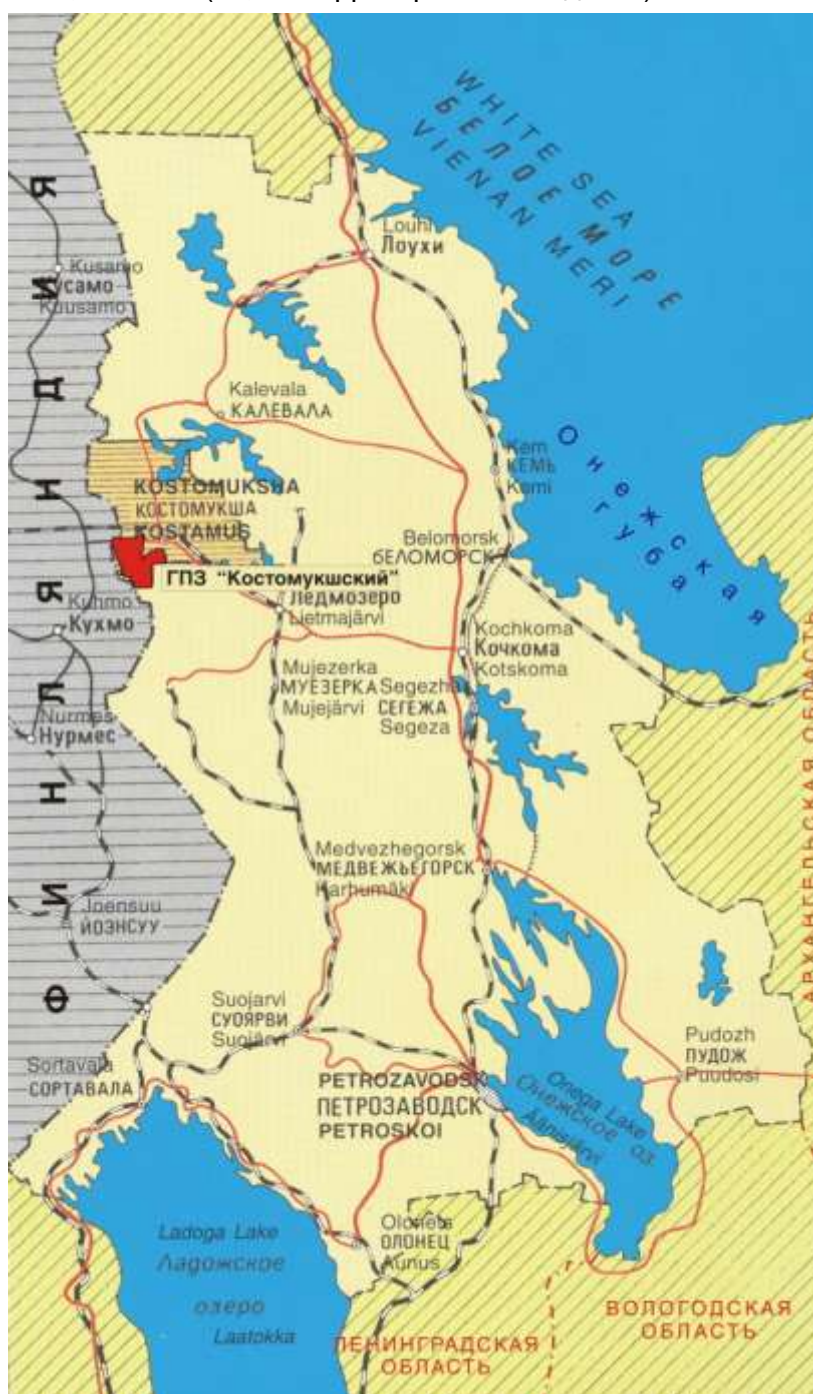 WHITE SEA
БЕЛОЕ МОРЕ
VIENAN MERI
ФИНЛЯНДИЯ
Louhi
Лоухи
Kusamo
Кусамо
Kuusamo
Kalevala
КАЛЕВАЛА
Онежская
губа
Kem
КЕМЬ
Kemi
KOSTOMUKSHA
КОСТОМУКША
KOSTAMUS
Belomorsk
БЕЛОМОРСК
ГПЗ "Костомукшский"
Ледмозеро
Lietmajärvi
Kuhmo
Кухмо
Kochkoma
Кочкома
Kotskoma
Mujezerka
МУЕЗЕРКА
Mujejärvi
Segezha
СЕГЕЖА
Segeza
Nurmes
Нурмес
АРХАНГЕЛЬСКАЯ ОБЛАСТЬ
Medvezhegorsk
МЕДВЕЖЬЕГОРСК
Karhumäki
Joensuu
ЙОЭНСУУ
Suojarvi
СУОЯРВИ
Suojärvi
Pudozh
ПУДОЖ
Puudosi
Sortavala
СОРТАВАЛА
PETROZAVODSK
ПЕТРОЗАВОДСК
PETROSKOI
Onega Lake
Онежское оз.
Äänisjärvi
Olonets
ОЛОНЕЦ
Aunus
Ladoga Lake
Ладожское
озеро
Laatokka
ЛЕНИНГРАДСКАЯ
ОБЛАСТЬ
ВОЛОГОДСКАЯ
ОБЛАСТЬ